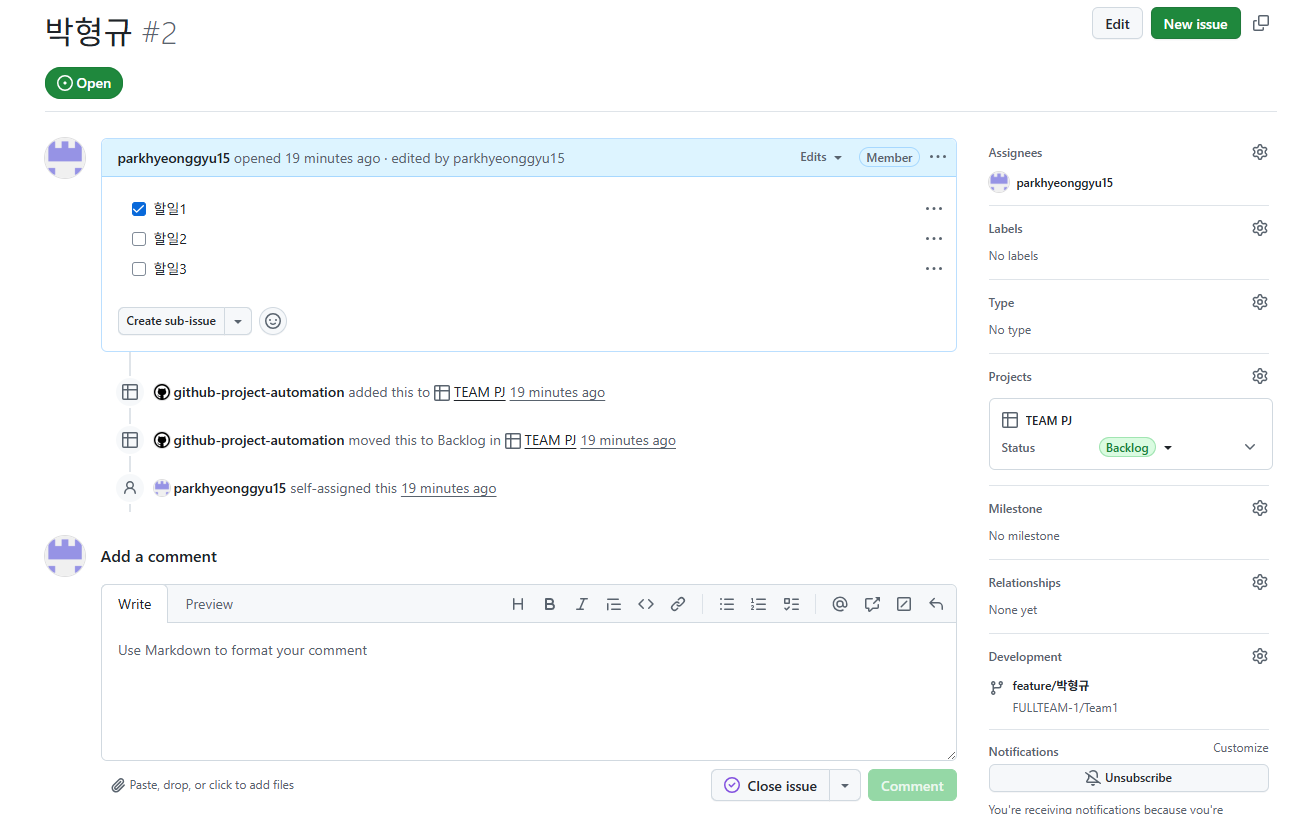 박형규 #2
Edit
New issue
Open
parkhyeonggyu15 opened 19 minutes ago · edited by parkhyeonggyu15
Edits
Member
할일1
할일2
할일3
Create sub-issue
github-project-automation added this to TEAM PJ 19 minutes ago
github-project-automation moved this to Backlog in TEAM PJ 19 minutes ago
parkhyeonggyu15 self-assigned this 19 minutes ago
Add a comment
Write
Preview
Use Markdown to format your comment
Paste, drop, or click to add files
Close issue
Comment
Assignees
parkhyeonggyu15
Labels
No labels
Type
No type
Projects
TEAM PJ
Status
Backlog
Milestone
No milestone
Relationships
None yet
Development
feature/박형규
FULLTEAM-1/Team1
Notifications
Customize
Unsubscribe
You're receiving notifications because you're